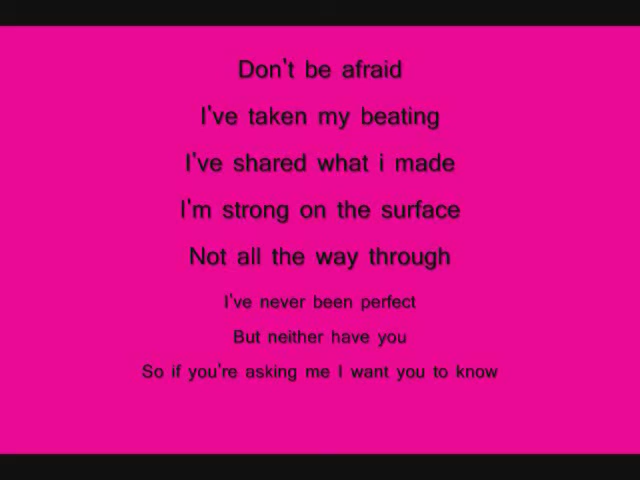 Don't be afraid
I've taken my beating
I've shared what i made
I'm strong on the surface
Not all the way through
I've never been perfect
But neither have you
So if you're asking me I want you to know